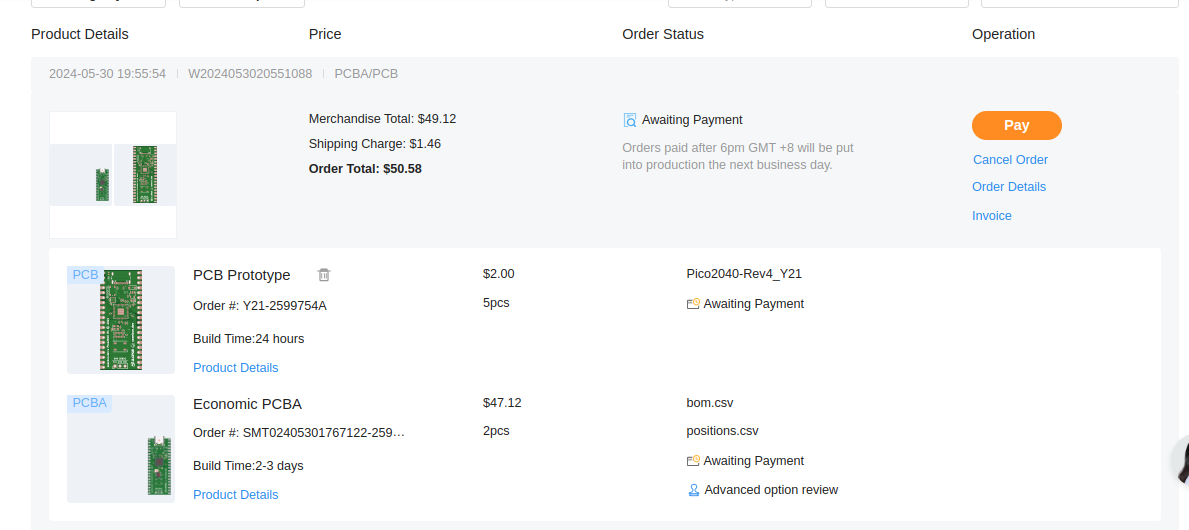 Product Details
Price
Order Status
Operation
2024-05-30 19:55:54
W2024053020551088
PCBA/PCB
Merchandise Total: $49.12
Shipping Charge: $1.46
Order Total: $50.58
Awaiting Payment
Orders paid after 6pm GMT +8 will be put
into production the next business day.
Pay
Cancel Order
Order Details
Invoice
PCB
PCB Prototype
Order #: Y21-2599754A
Build Time:24 hours
Product Details
$2.00
5pcs
Pico2040-Rev4_Y21
Awaiting Payment
PCBA
Economic PCBA
Order #: SMT02405301767122-259…
Build Time:2-3 days
Product Details
$47.12
2pcs
bom.csv
positions.csv
Awaiting Payment
Advanced option review